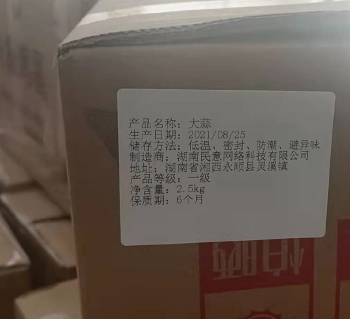 产品名称：大蒜
生产日期：2021/08/25
储存方法：低温、密封、防潮、避异味
制造商：湖南民意网络科技有限公司
地址：湖南省湘西永顺县灵溪镇
产品等级：一级
净含量：2.5kg
保质期：6个月